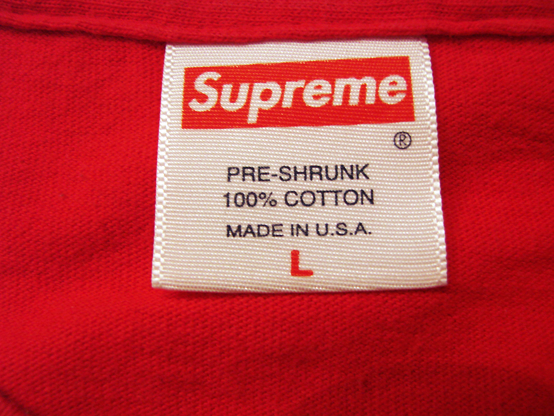 Supreme
®
PRE-SHRUNK
100% COTTON
MADE IN U.S.A.
L